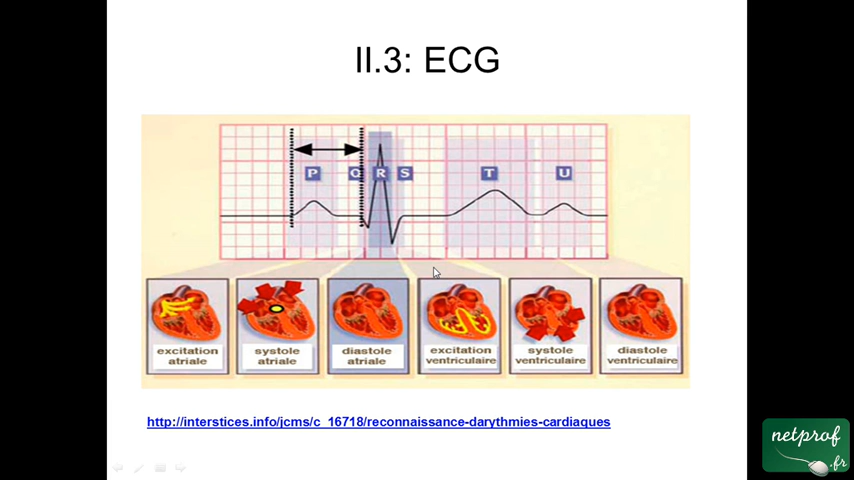 II.3: ECG
P Q R S T U
excitation
atriale
systole
atriale
diastole
atriale
excitation
ventriculaire
systole
ventriculaire
diastole
ventriculaire
http://interstices.info/jcms/c_16718/reconnaissance-darythmies-cardiaques
netprof
.fr